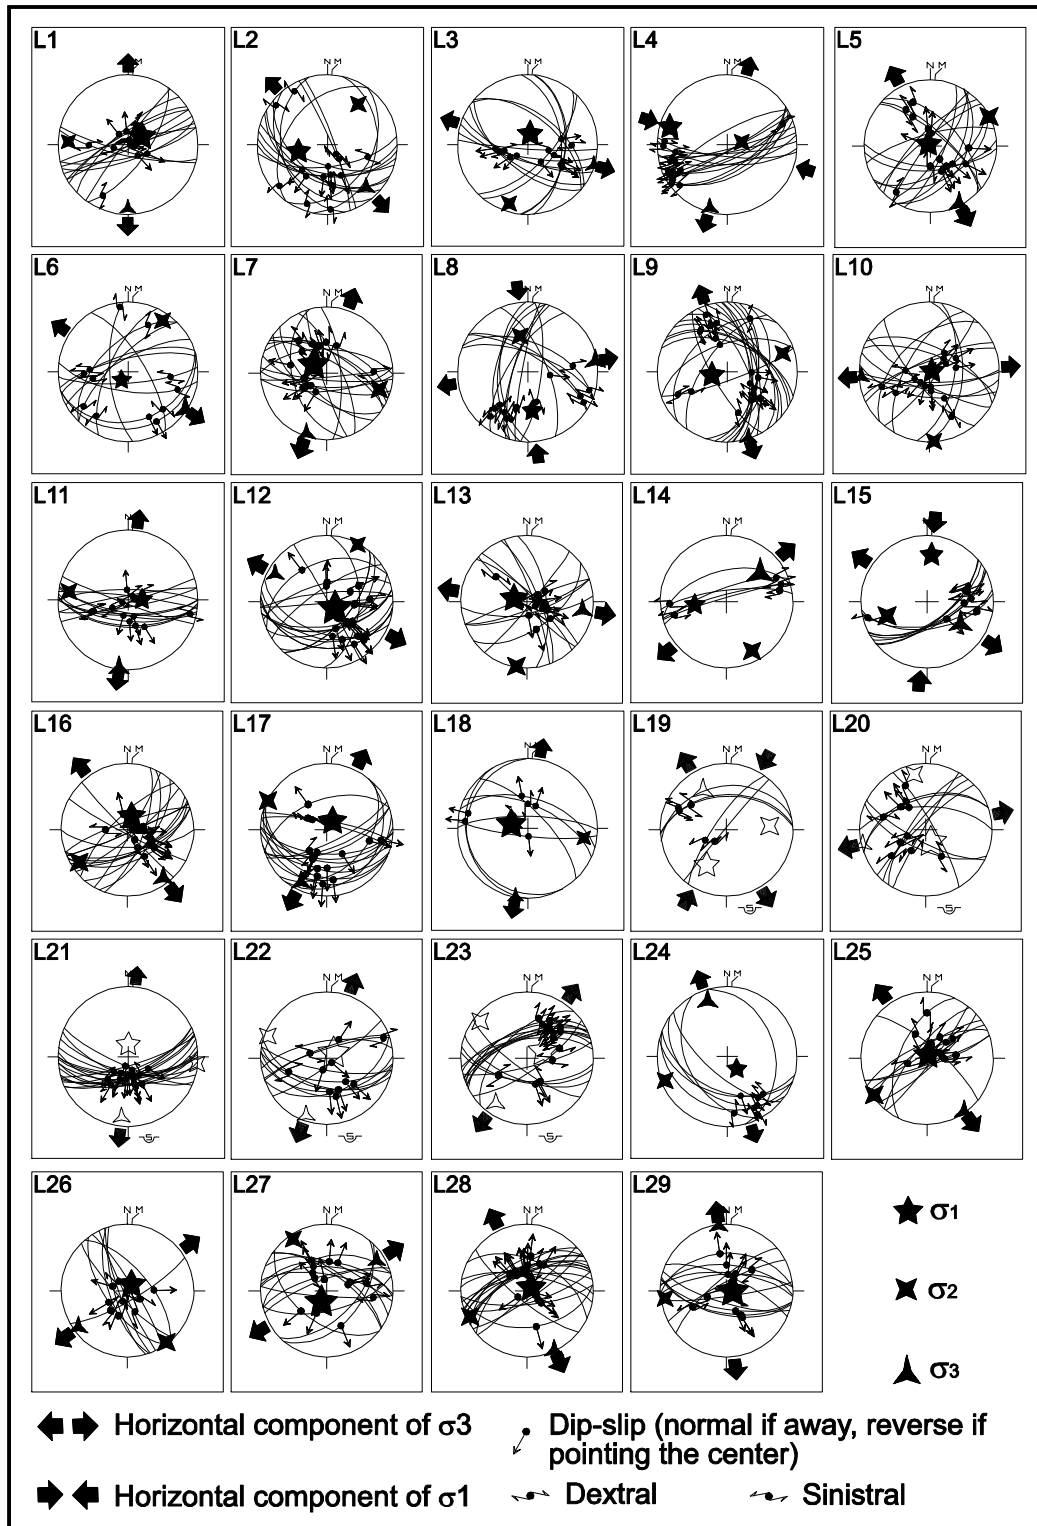 L1 L2 L3 L4 L5
N M N M N M N M N M
L6 L7 L8 L9 L10
N M N M N M N M N M
L11 L12 L13 L14 L15
N N M N M N M N M
L16 L17 L18 L19 L20
N M N M N M N M N M
S S
L21 L22 L23 L24 L25
N N M N M N M N M
S S S
L26 L27 L28 L29
N M N M N M N M
σ1
σ2
σ3
Horizontal component of σ3
Dip-slip (normal if away, reverse if
pointing the center)
Horizontal component of σ1
Dextral
Sinistral